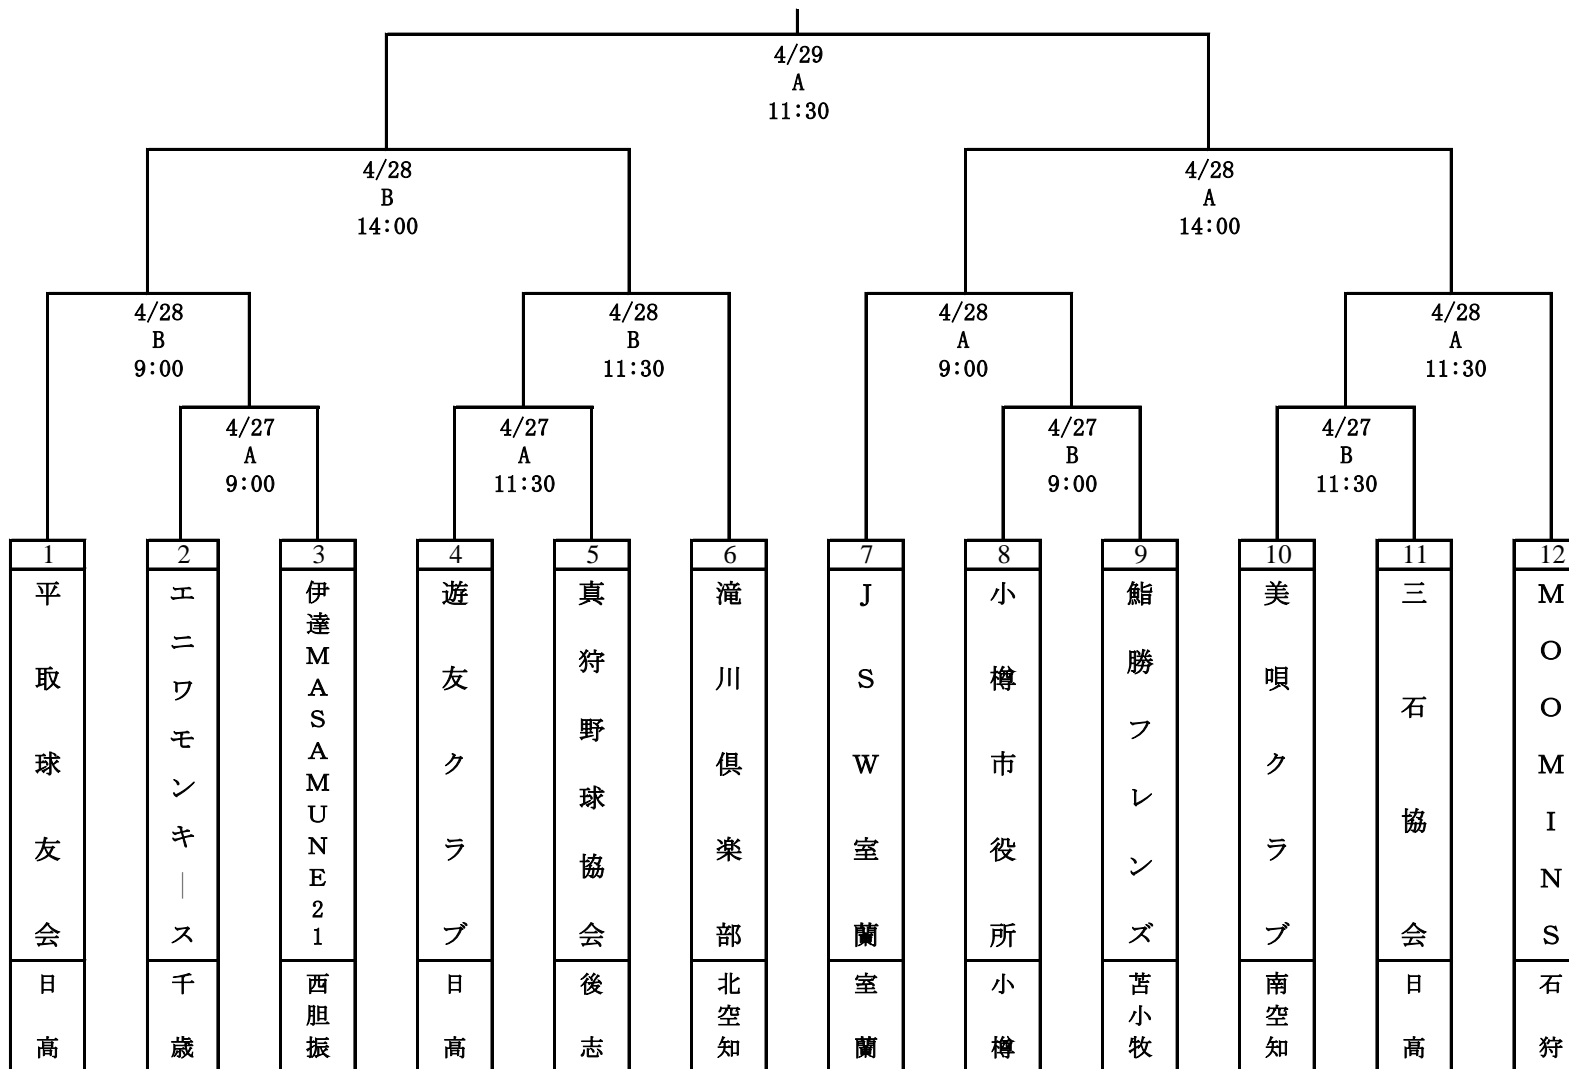 4/29
A
11:30
4/28
B
14:00
4/28
A
14:00
4/28
B
9:00
4/28
B
11:30
4/28
A
9:00
4/28
A
11:30
4/27
A
9:00
4/27
A
11:30
4/27
B
9:00
4/27
B
11:30
1
平取球友会
日高
2
エニワモンキース
千歳
3
伊達MASAMUNE21
西胆振
4
遊友クラブ
日高
5
真狩野球協会
後志
6
滝川倶楽部
北空知
7
JSW室蘭
室蘭
8
小樽市役所
小樽
9
鮨勝フレンズ
苫小牧
10
美唄クラブ
南空知
11
三石協会
日高
12
MOOMINS
石狩